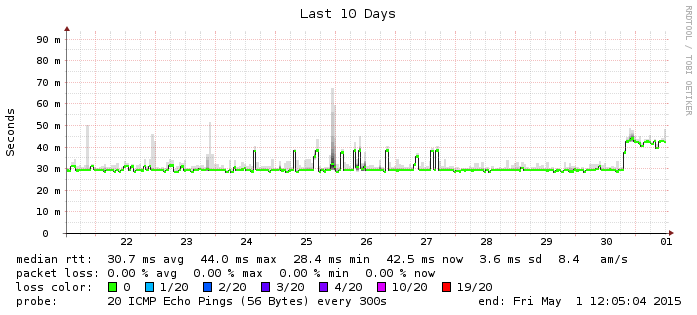 Last 10 Days
RRDTOOL / TOBI OETIKER
Seconds
90 m
80 m
70 m
60 m
50 m
40 m
30 m
20 m
10 m
0
22 23 24 25 26 27 28 29 30 01
median rtt: 30.7 ms avg 44.0 ms max 28.4 ms min 42.5 ms now 3.6 ms sd 8.4 am/s
packet loss: 0.00 % avg 0.00 % max 0.00 % min 0.00 % now
loss color: 0 1/20 2/20 3/20 4/20 10/20 19/20
probe: 20 ICMP Echo Pings (56 Bytes) every 300s end: Fri May 1 12:05:04 2015